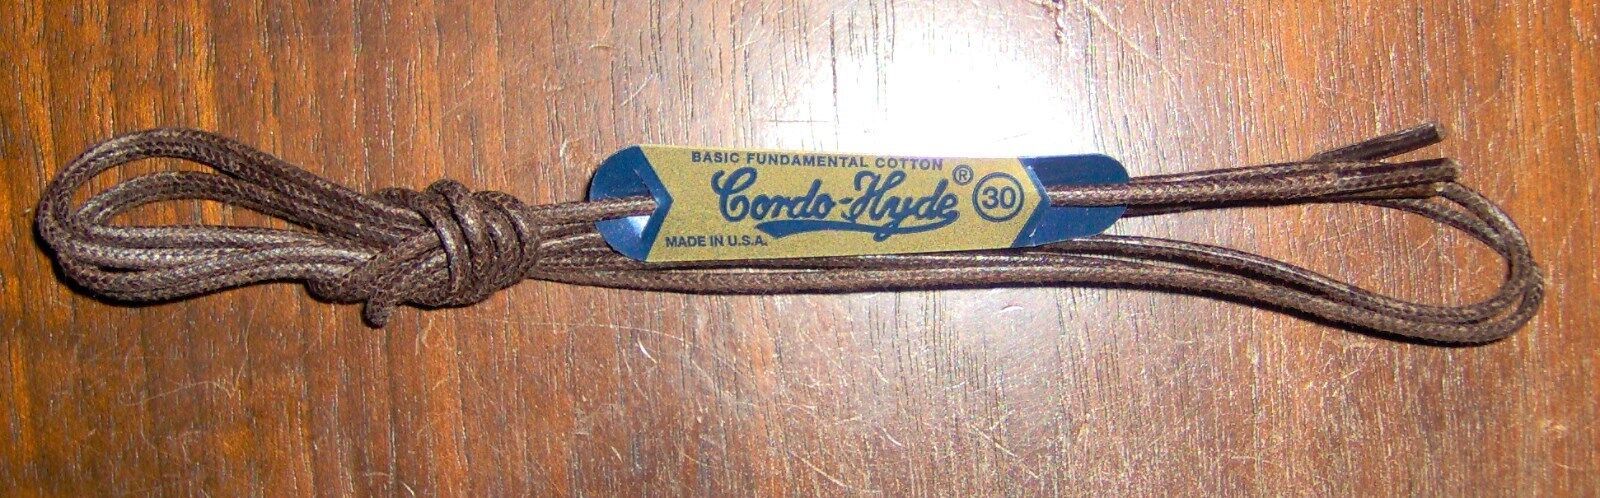 BASIC FUNDAMENTAL COTTON
Cordo-Hyde® 30
MADE IN U.S.A.